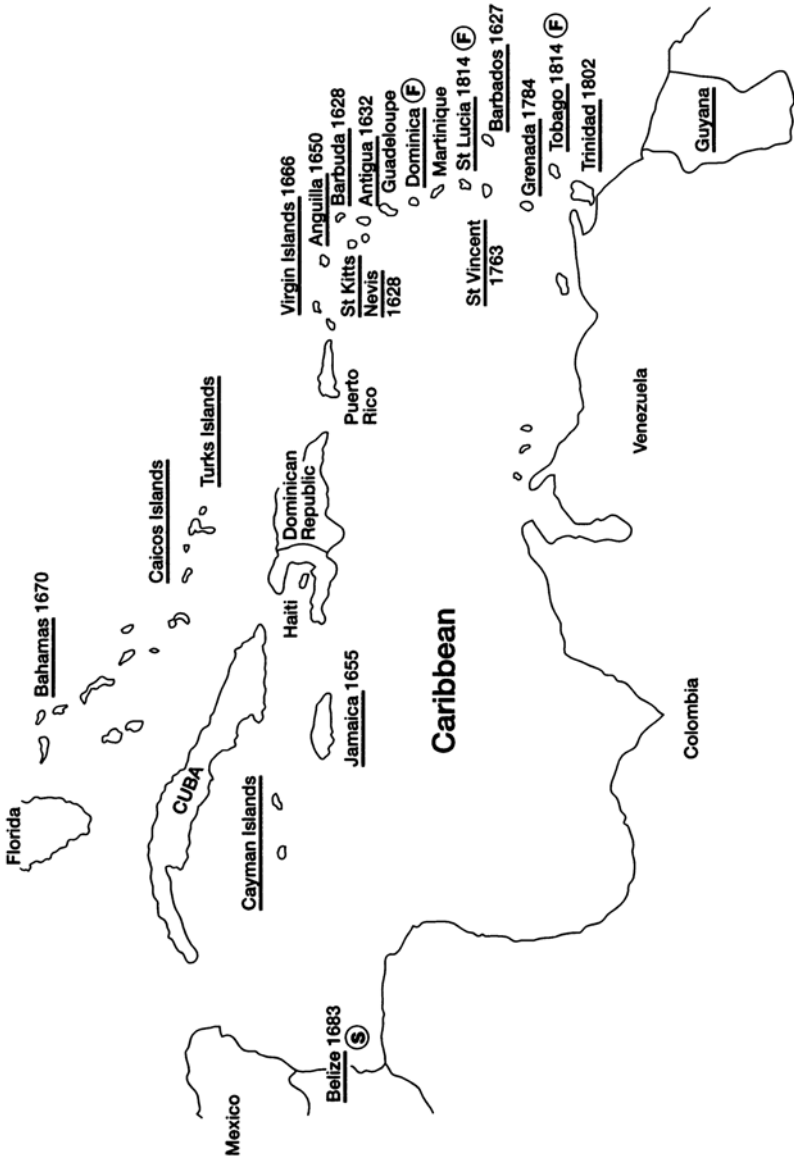 Florida
Bahamas 1670
Caicos Islands
Turks Islands
Mexico
CUBA
Cayman Islands
Haiti
Dominican
Republic
Virgin Islands 1666
Anguilla 1650
Barbuda 1628
Antigua 1632
Guadeloupe
Dominica F
Martinique
St Lucia 1814 F
Barbados 1627
Puerto
Rico
St Kitts
Nevis
1628
Jamaica 1655
Belize 1683
S
Caribbean
St Vincent
1763
Grenada 1784
Tobago 1814 F
Trinidad 1802
Venezuela
Colombia
Guyana